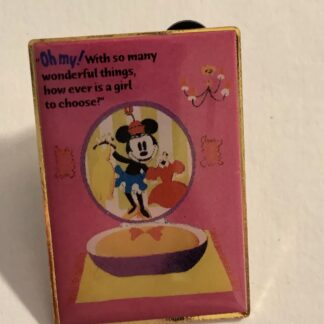 "Oh my! With so many
wonderful things,
how ever is a girl
to choose?"